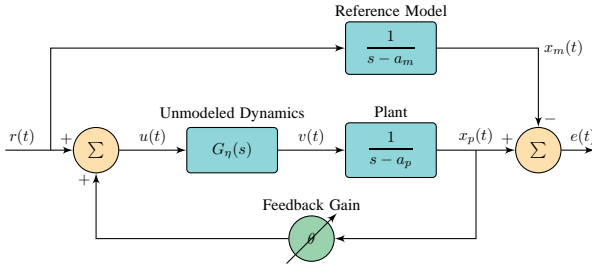 Reference Model
1
s − a_m
x_m(t)
Unmodeled Dynamics
Plant
r(t)
+
Σ
u(t)
G_η(s)
v(t)
1
s − a_p
x_p(t)
+
−
Σ
e(t)
+
Feedback Gain
θ